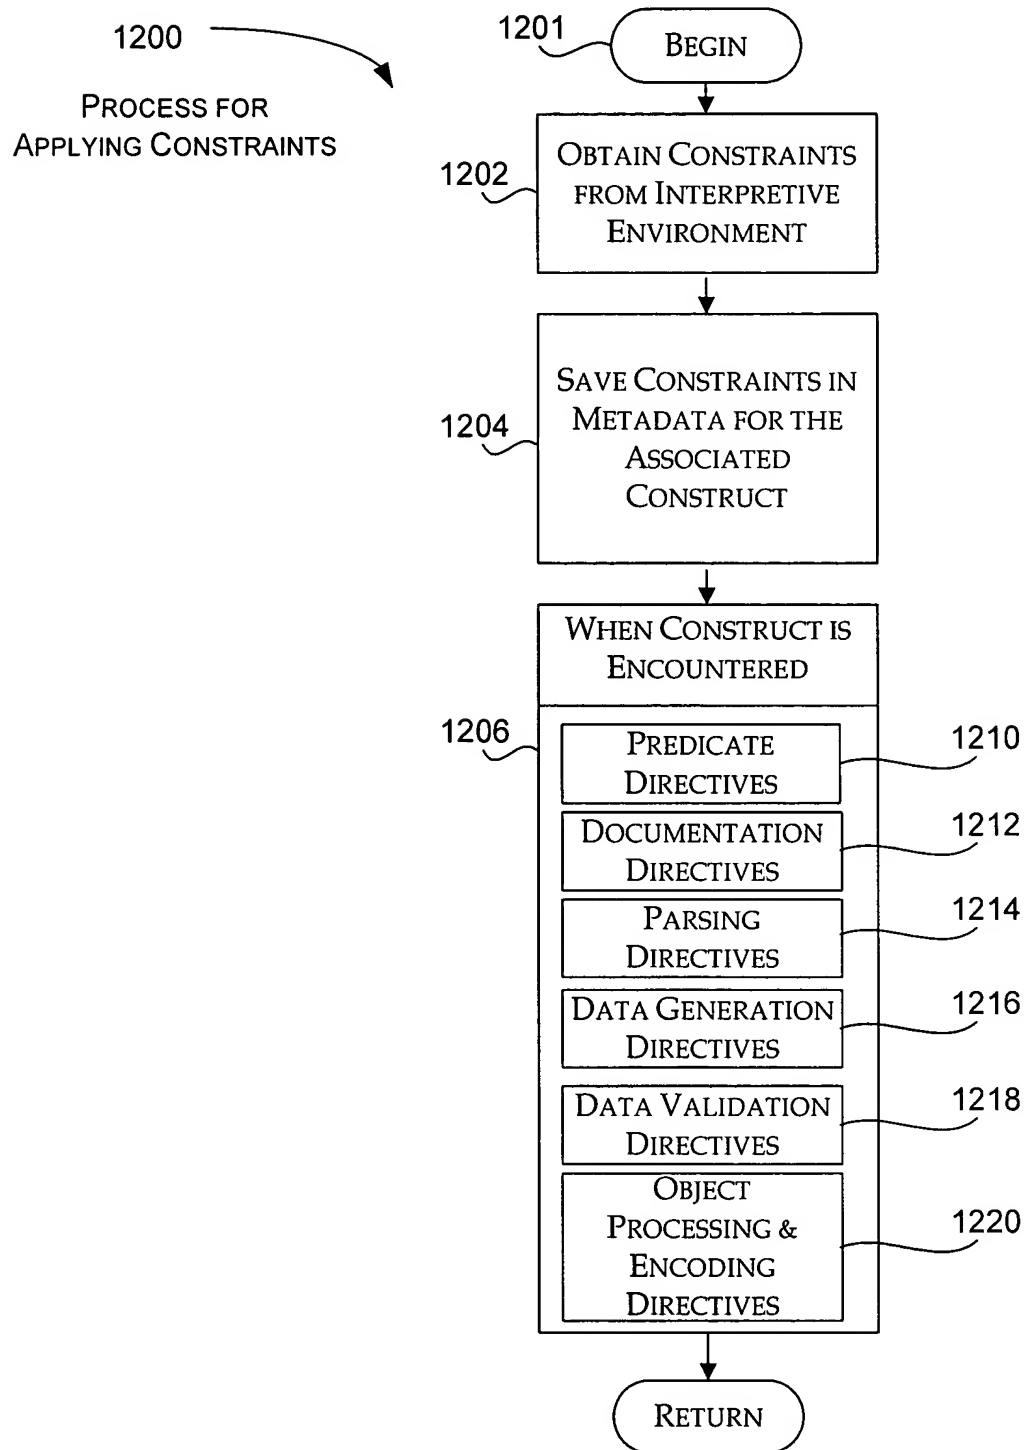 1200
PROCESS FOR
APPLYING CONSTRAINTS
1201
BEGIN
1202
OBTAIN CONSTRAINTS
FROM INTERPRETIVE
ENVIRONMENT
1204
SAVE CONSTRAINTS IN
METADATA FOR THE
ASSOCIATED
CONSTRUCT
WHEN CONSTRUCT IS
ENCOUNTERED
1206
PREDICATE
DIRECTIVES
1210
DOCUMENTATION
DIRECTIVES
1212
PARSING
DIRECTIVES
1214
DATA GENERATION
DIRECTIVES
1216
DATA VALIDATION
DIRECTIVES
1218
OBJECT
PROCESSING &
ENCODING
DIRECTIVES
1220
RETURN